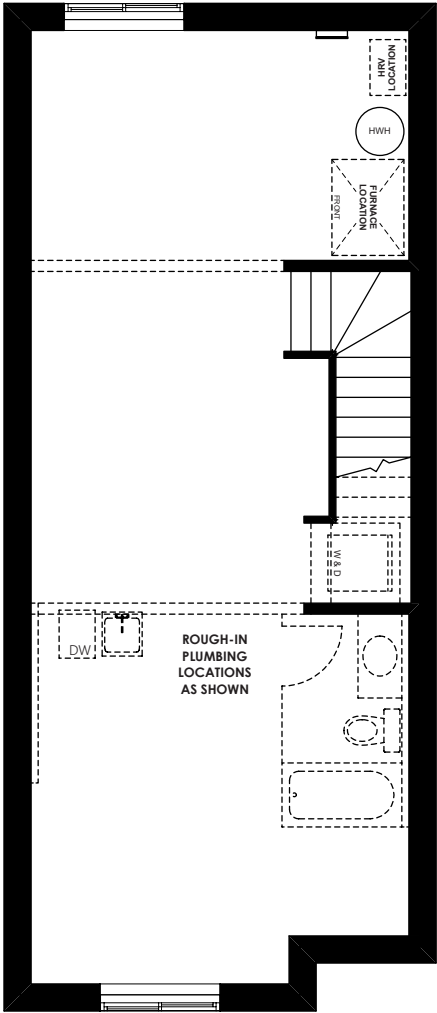 HRV
LOCATION
HWH
FURNACE
LOCATION
FRONT
W & D
DW
ROUGH-IN
PLUMBING
LOCATIONS
AS SHOWN